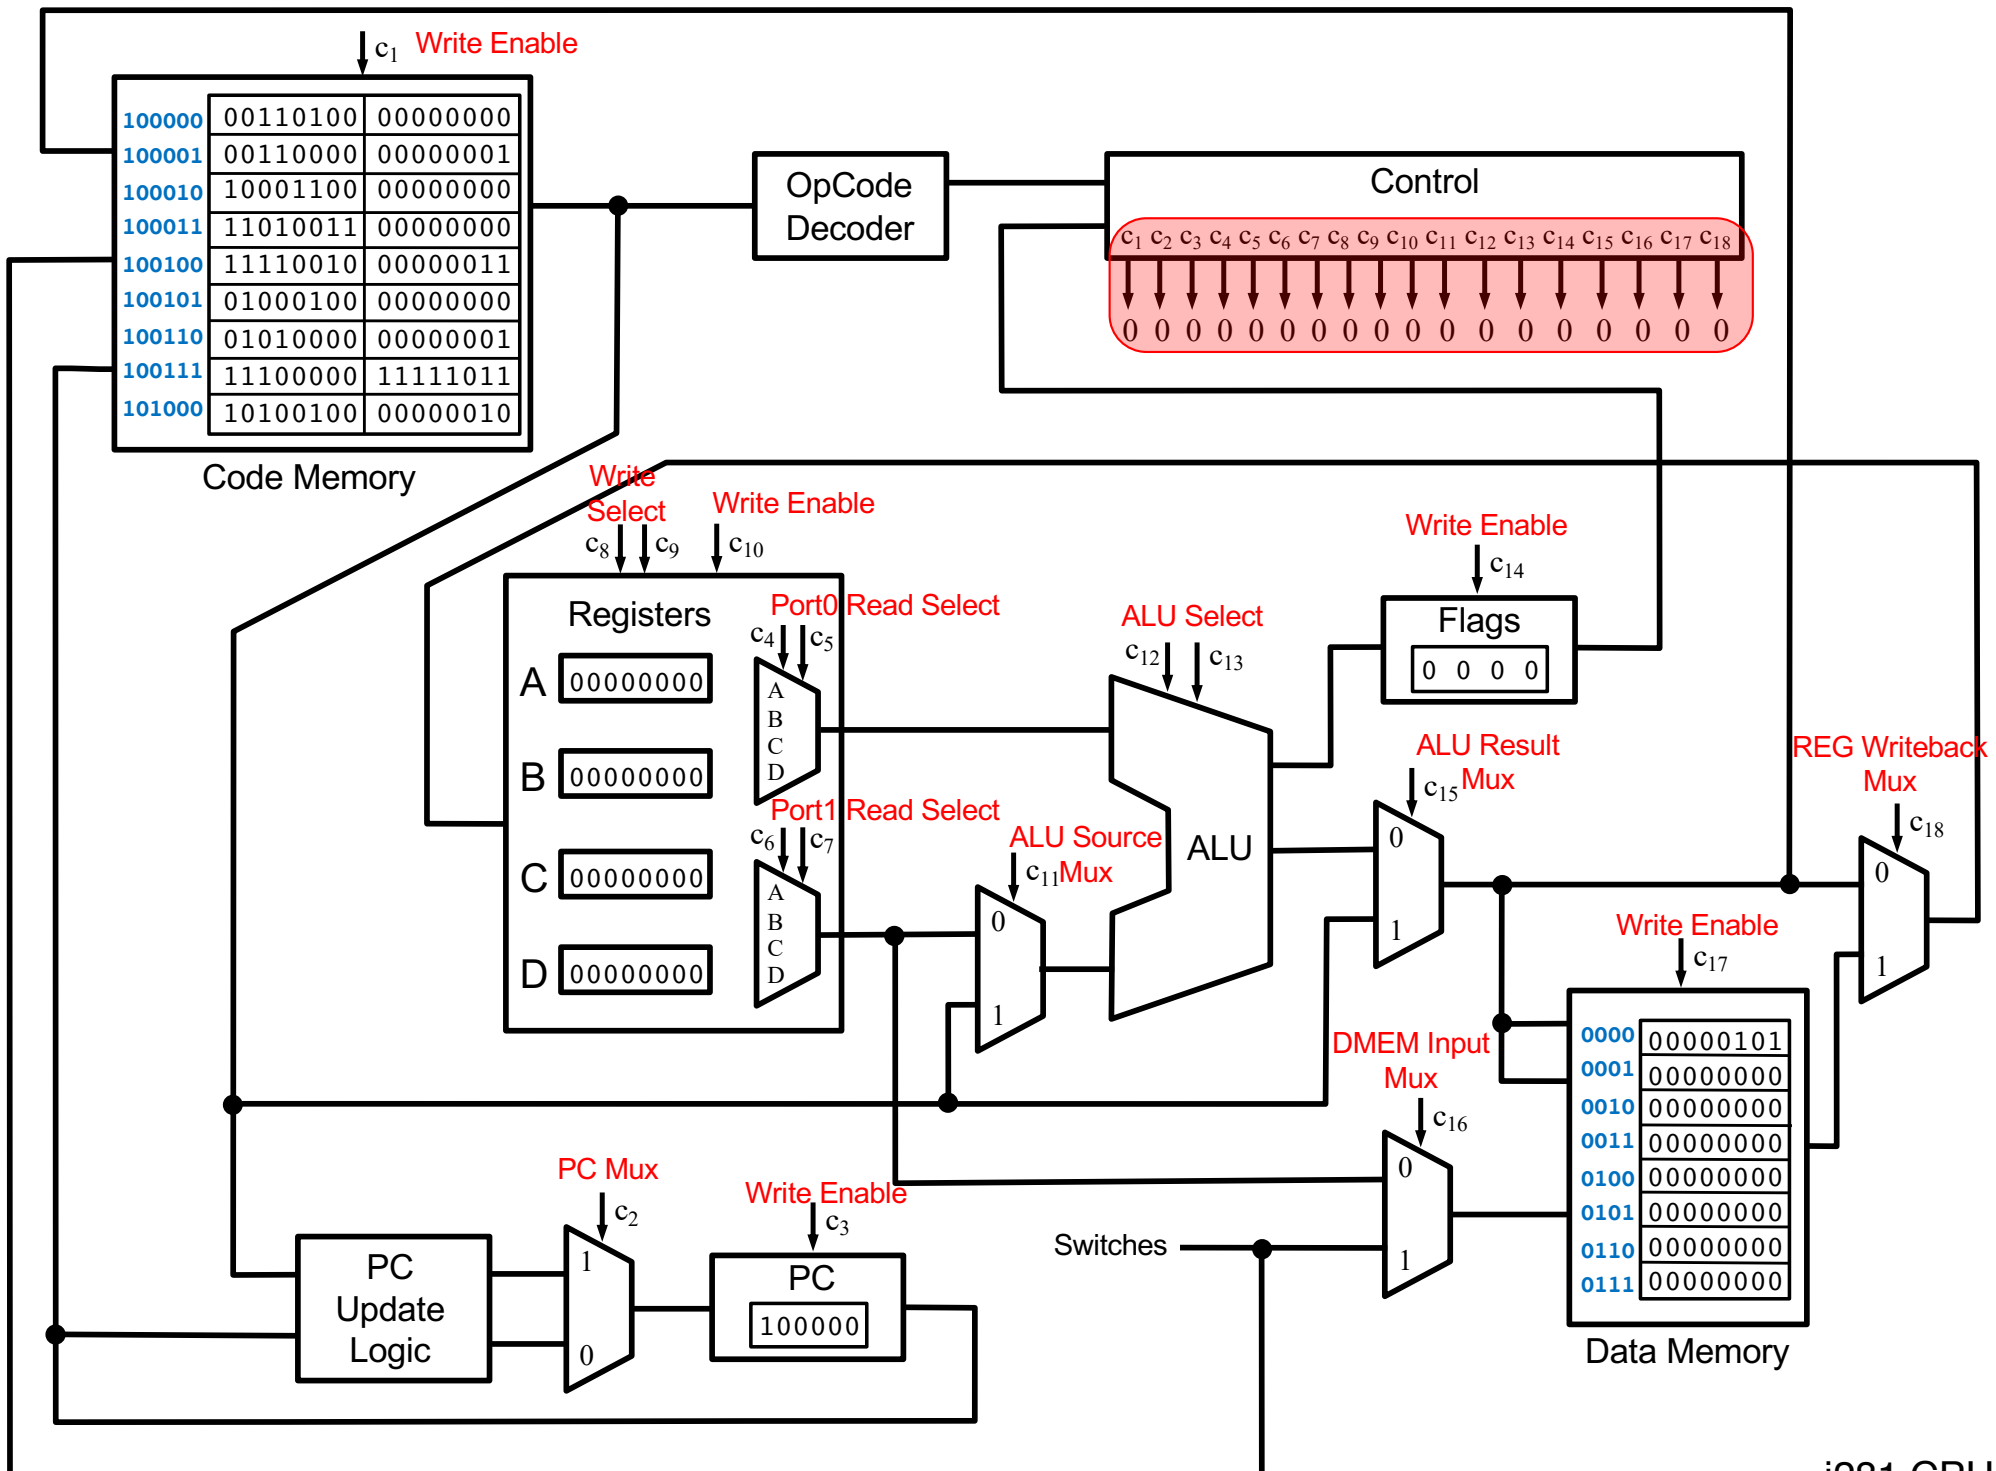 c1 Write Enable
100000 00110100 00000000
100001 00110000 00000001
100010 10001100 00000000
100011 11010011 00000000
100100 11110010 00000011
100101 01000100 00000000
100110 01010000 00000001
100111 11100000 11111011
101000 10100100 00000010
Code Memory
OpCode
Decoder
Control
c1 c2 c3 c4 c5 c6 c7 c8 c9 c10 c11 c12 c13 c14 c15 c16 c17 c18
0 0 0 0 0 0 0 0 0 0 0 0 0 0 0 0 0 0
Write
Select
c8 c9
Write Enable
c10
Registers
A 00000000
B 00000000
C 00000000
D 00000000
Port0 Read Select
c4 c5
A
B
C
D
Port1 Read Select
c6 c7
A
B
C
D
ALU Source
Mux
c11
0
1
ALU Select
c12 c13
ALU
Write Enable
c14
Flags
0 0 0 0
ALU Result
Mux
c15
0
1
REG Writeback
Mux
c18
0
1
Write Enable
c17
0000 00000101
0001 00000000
0010 00000000
0011 00000000
0100 00000000
0101 00000000
0110 00000000
0111 00000000
Data Memory
DMEM Input
Mux
c16
0
1
Switches
PC Mux
c2
1
0
Write Enable
c3
PC
100000
PC
Update
Logic
i281 CPU